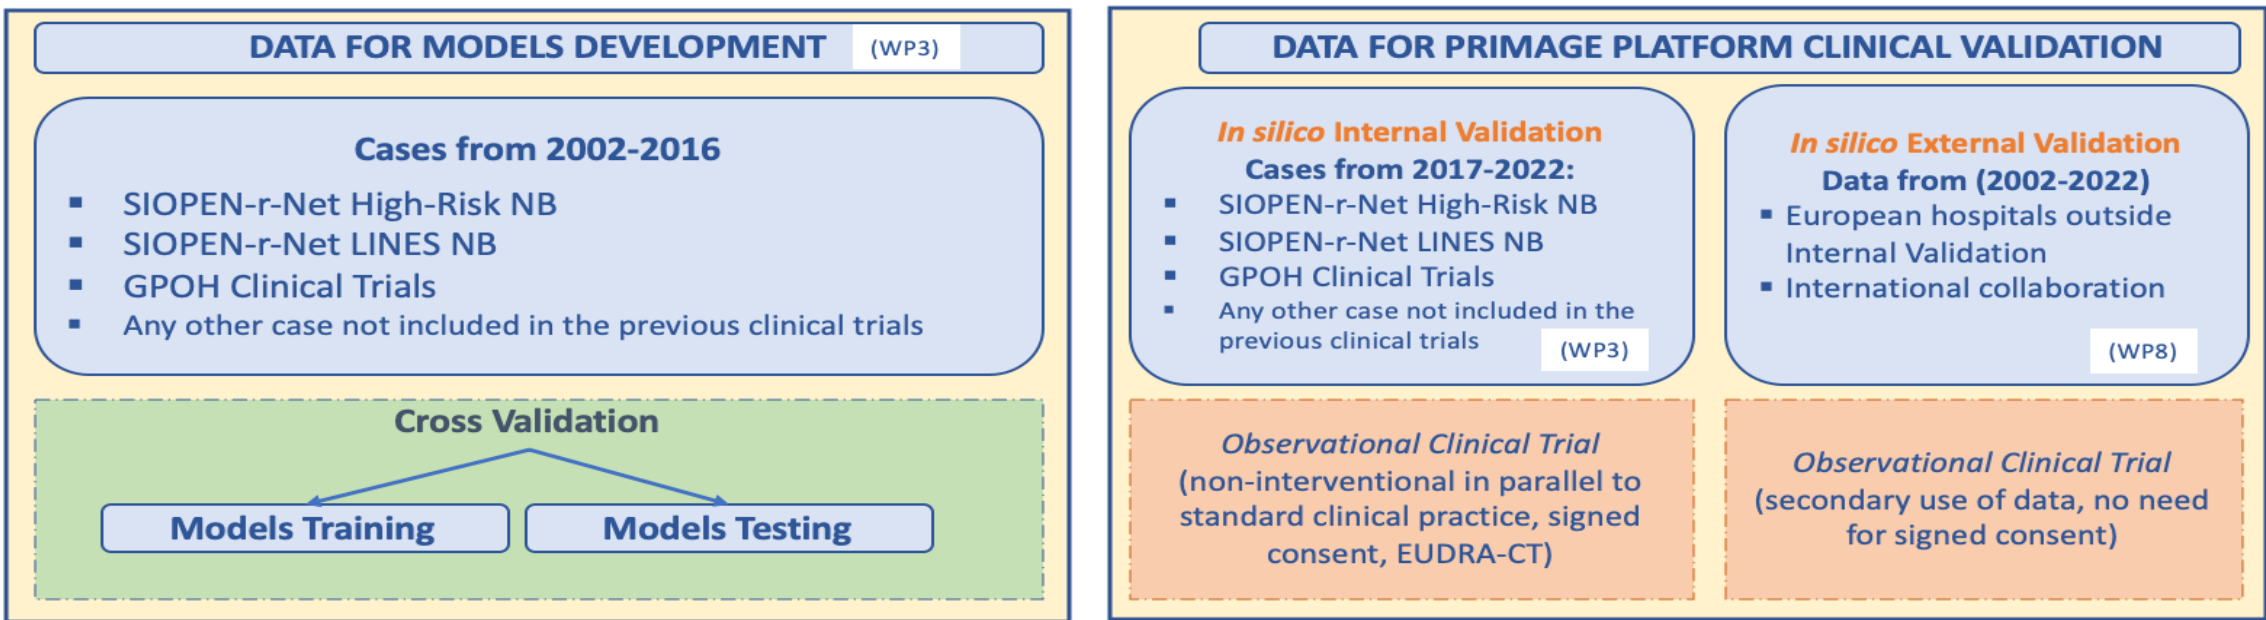 DATA FOR MODELS DEVELOPMENT (WP3)
Cases from 2002-2016
▪ SIOPEN-r-Net High-Risk NB
▪ SIOPEN-r-Net LINES NB
▪ GPOH Clinical Trials
▪ Any other case not included in the previous clinical trials
Cross Validation
Models Training
Models Testing
DATA FOR PRIMAGE PLATFORM CLINICAL VALIDATION
In silico Internal Validation
Cases from 2017-2022:
▪ SIOPEN-r-Net High-Risk NB
▪ SIOPEN-r-Net LINES NB
▪ GPOH Clinical Trials
▪ Any other case not included in the
previous clinical trials
(WP3)
Observational Clinical Trial
(non-interventional in parallel to
standard clinical practice, signed
consent, EUDRA-CT)
In silico External Validation
Data from (2002-2022)
▪ European hospitals outside
Internal Validation
▪ International collaboration
(WP8)
Observational Clinical Trial
(secondary use of data, no need
for signed consent)